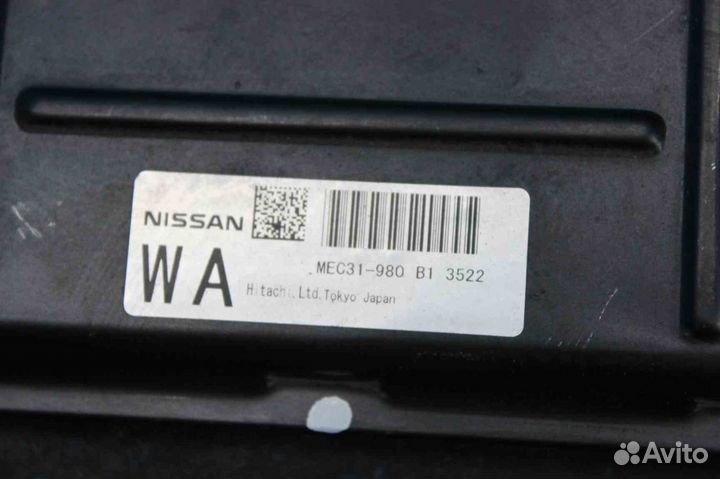 NISSAN
WA
MEC31-980 B1 3522
Hitachi.Ltd.Tokyo Japan
Avito